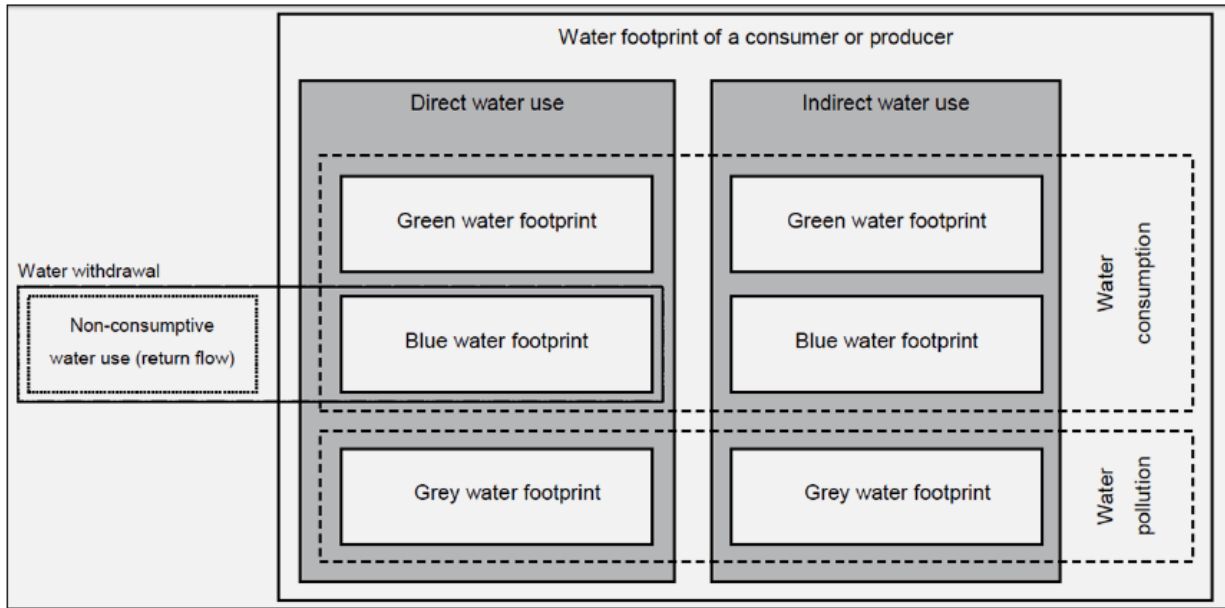 Water footprint of a consumer or producer
Direct water use
Indirect water use
Green water footprint
Green water footprint
Water
consumption
Water withdrawal
Non-consumptive
water use (return flow)
Blue water footprint
Blue water footprint
Grey water footprint
Grey water footprint
Water
pollution